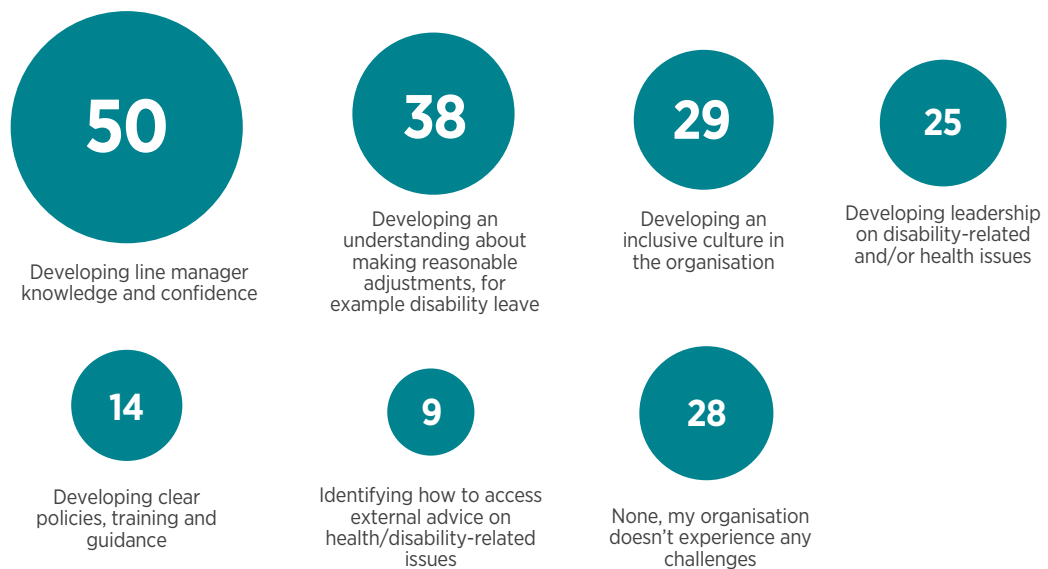 50
Developing line manager
knowledge and confidence
38
Developing an
understanding about
making reasonable
adjustments, for
example disability leave
29
Developing an
inclusive culture in
the organisation
25
Developing leadership
on disability-related
and/or health issues
14
Developing clear
policies, training and
guidance
9
Identifying how to access
external advice on
health/disability-related
issues
28
None, my organisation
doesn’t experience any
challenges